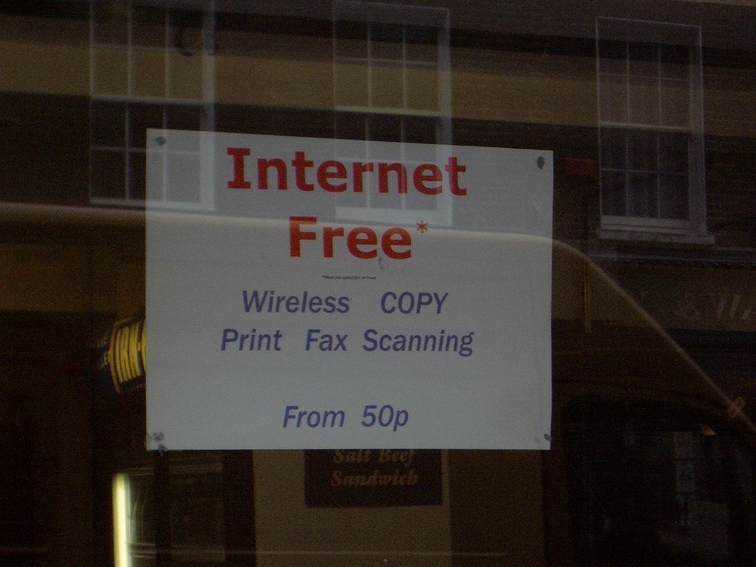 Internet
Free*
Wireless COPY
Print Fax Scanning
From 50p
Salt Beef
Sandwich